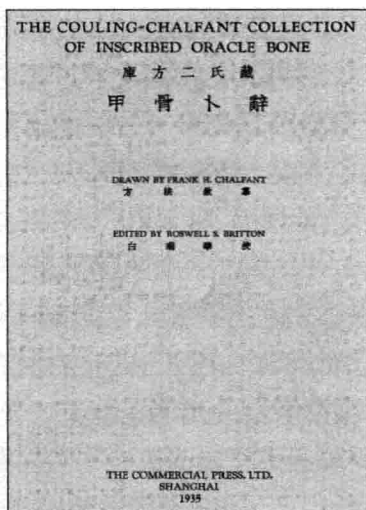 THE COULING-CHALFANT COLLECTION
OF INSCRIBED ORACLE BONE
庫方二氏藏
甲骨卜辭
DRAWN BY FRANK H. CHALFANT
方法斂摹
EDITED BY ROSWELL S. BRITTON
白瑞華校
THE COMMERCIAL PRESS, LTD.
SHANGHAI
1935